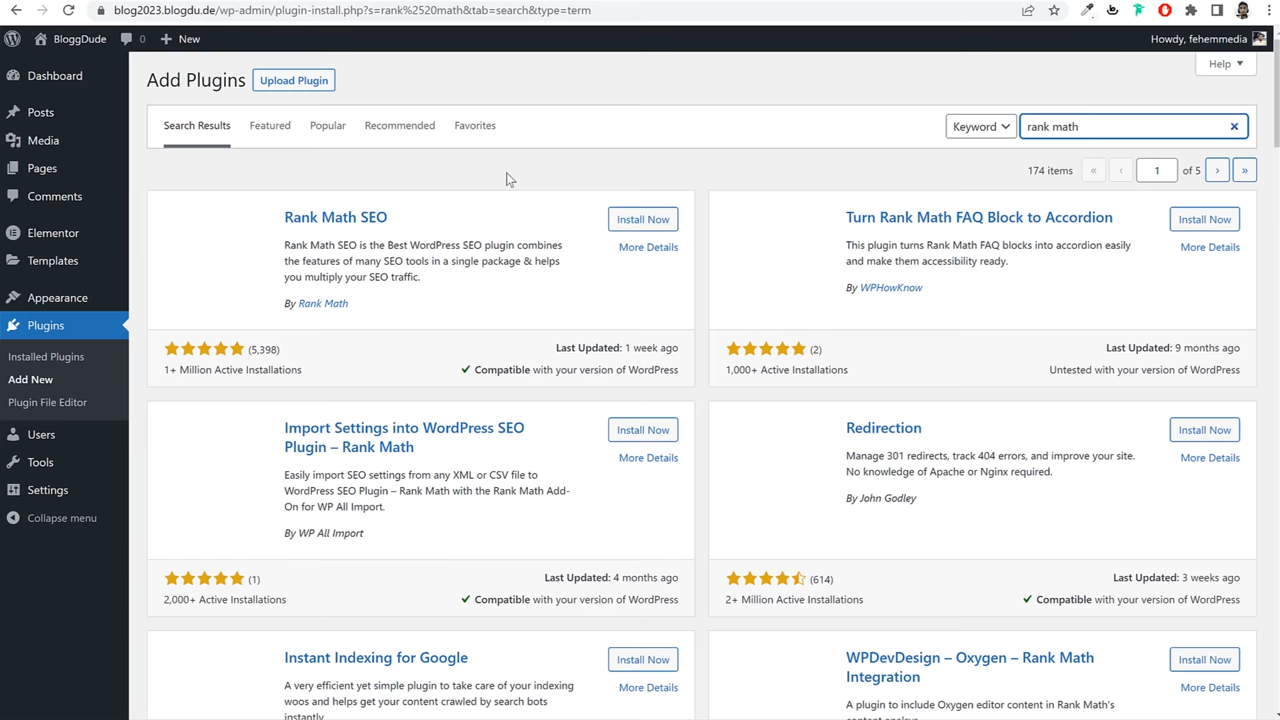 blog2023.blogdu.de/wp-admin/plugin-install.php?s=rank%2520math&tab=search&type=term
BloggDude
0
New
Howdy, fehemmedia
Dashboard
Posts
Media
Pages
Comments
Elementor
Templates
Appearance
Plugins
Installed Plugins
Add New
Plugin File Editor
Users
Tools
Settings
Collapse menu
Add Plugins
Upload Plugin
Help
Search Results
Featured
Popular
Recommended
Favorites
Keyword
rank math
174 items
«
‹
1
of 5
›
»
Rank Math SEO
Install Now
More Details
Rank Math SEO is the Best WordPress SEO plugin combines
the features of many SEO tools in a single package & helps
you multiply your SEO traffic.
By Rank Math
(5,398)
1+ Million Active Installations
Last Updated: 1 week ago
Compatible with your version of WordPress
Turn Rank Math FAQ Block to Accordion
Install Now
More Details
This plugin turns Rank Math FAQ blocks into accordion easily
and make them accessibility ready.
By WPHowKnow
(2)
1,000+ Active Installations
Last Updated: 9 months ago
Untested with your version of WordPress
Import Settings into WordPress SEO
Plugin – Rank Math
Install Now
More Details
Easily import SEO settings from any XML or CSV file to
WordPress SEO Plugin – Rank Math with the Rank Math Add-
On for WP All Import.
By WP All Import
(1)
2,000+ Active Installations
Last Updated: 4 months ago
Compatible with your version of WordPress
Redirection
Install Now
More Details
Manage 301 redirects, track 404 errors, and improve your site.
No knowledge of Apache or Nginx required.
By John Godley
(614)
2+ Million Active Installations
Last Updated: 3 weeks ago
Compatible with your version of WordPress
Instant Indexing for Google
Install Now
More Details
A very efficient yet simple plugin to take care of your indexing
woos and helps get your content crawled by search bots
instantly.
WPDevDesign – Oxygen – Rank Math
Integration
Install Now
More Details
A plugin to include Oxygen editor content in Rank Math's